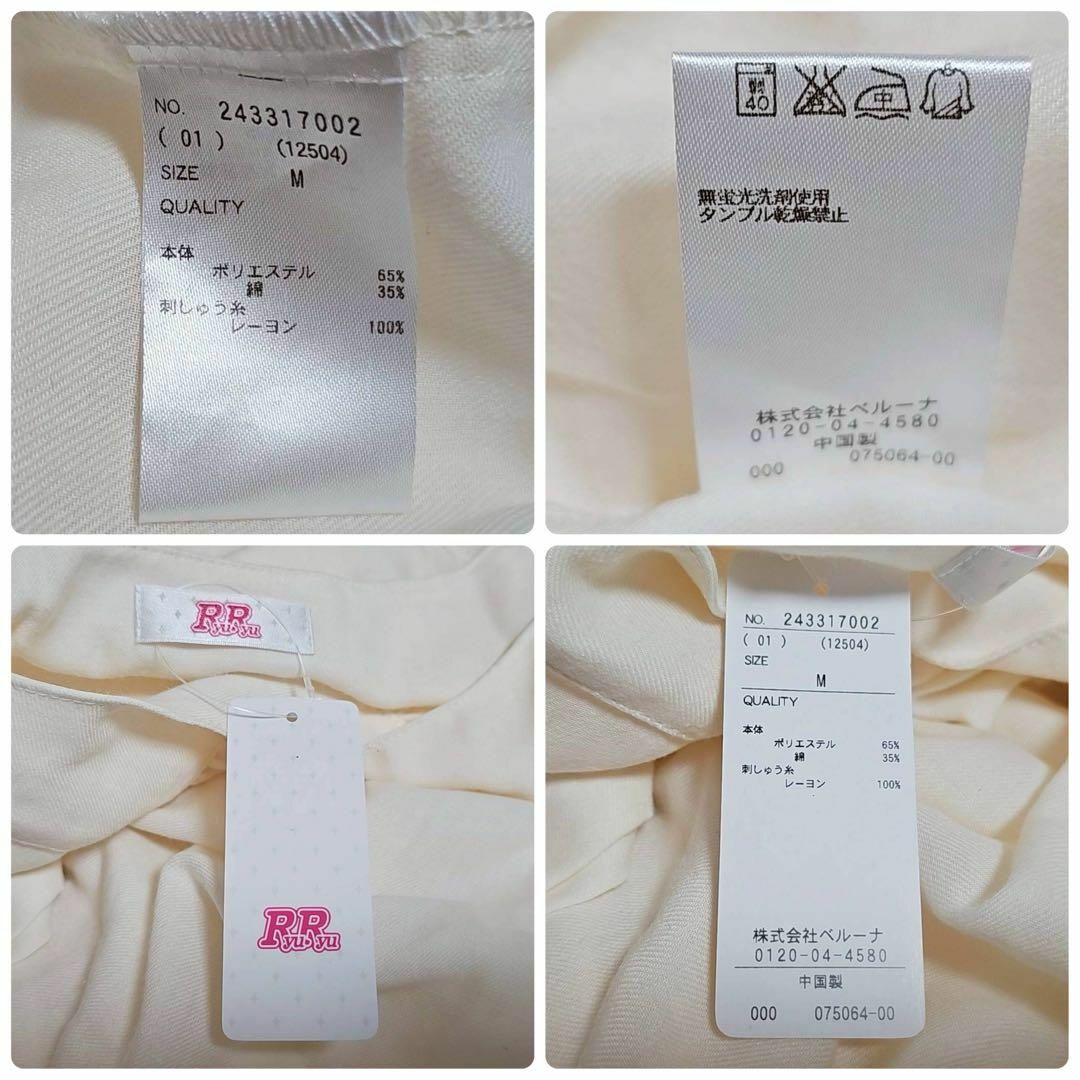 NO. 243317002
( 01 ) (12504)
SIZE M
QUALITY
本体
ポリエステル 65%
綿 35%
刺しゅう糸
レーヨン 100%
弱
40
中
無蛍光洗剤使用
タンブル乾燥禁止
株式会社ベルーナ
0120-04-4580
中国製
000 075064-00
RyuRyu
RyuRyu
NO. 243317002
( 01 ) (12504)
SIZE
M
QUALITY
本体
ポリエステル 65%
綿 35%
刺しゅう糸
レーヨン 100%
株式会社ベルーナ
0120-04-4580
中国製
000 075064-00